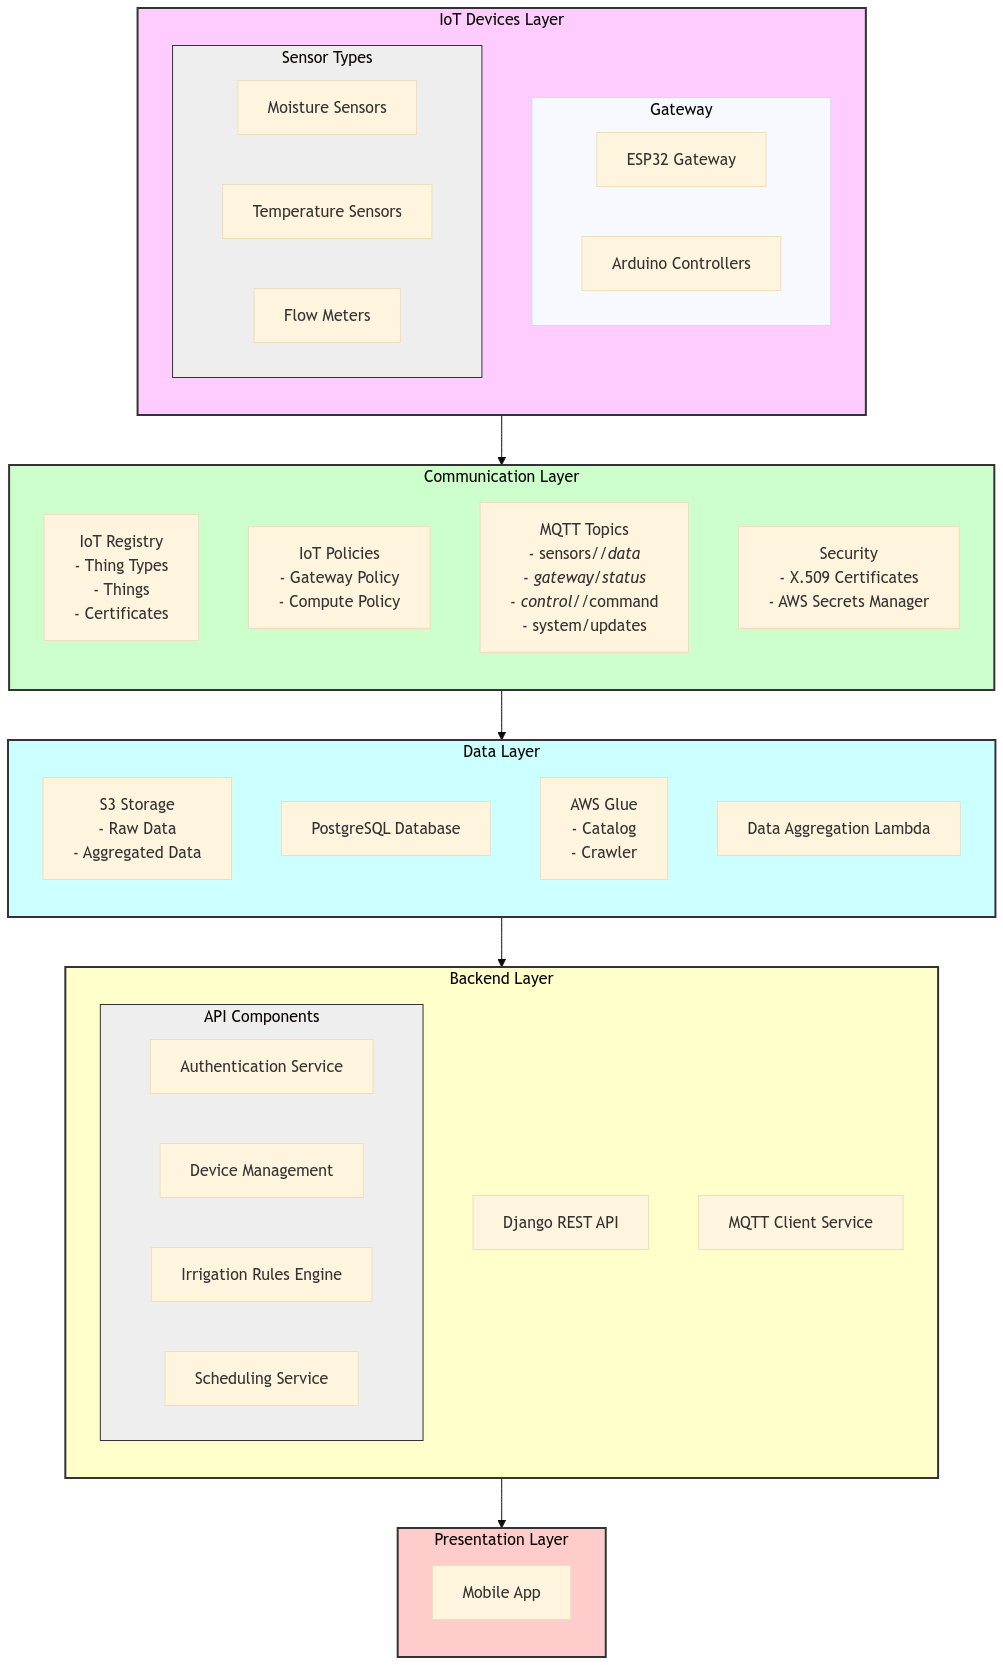 IoT Devices Layer
Sensor Types
Moisture Sensors
Temperature Sensors
Flow Meters
Gateway
ESP32 Gateway
Arduino Controllers
Communication Layer
IoT Registry
- Thing Types
- Things
- Certificates
IoT Policies
- Gateway Policy
- Compute Policy
MQTT Topics
- sensors//data
- gateway/status
- control//command
- system/updates
Security
- X.509 Certificates
- AWS Secrets Manager
Data Layer
S3 Storage
- Raw Data
- Aggregated Data
PostgreSQL Database
AWS Glue
- Catalog
- Crawler
Data Aggregation Lambda
Backend Layer
API Components
Authentication Service
Device Management
Irrigation Rules Engine
Scheduling Service
Django REST API
MQTT Client Service
Presentation Layer
Mobile App